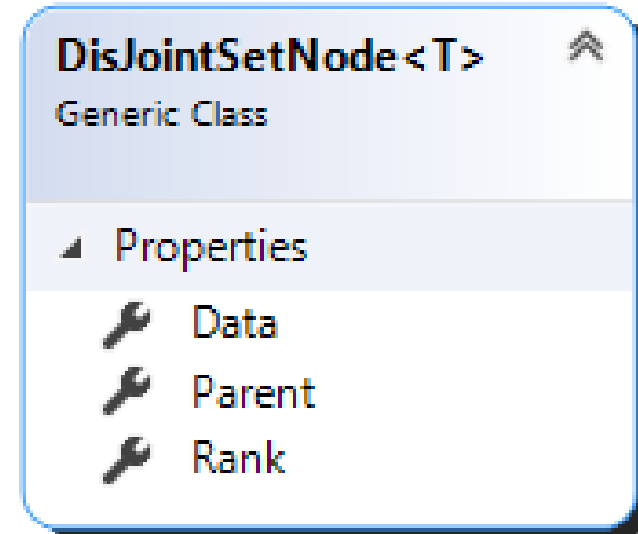 DisJointSetNode<T>
Generic Class
Properties
Data
Parent
Rank